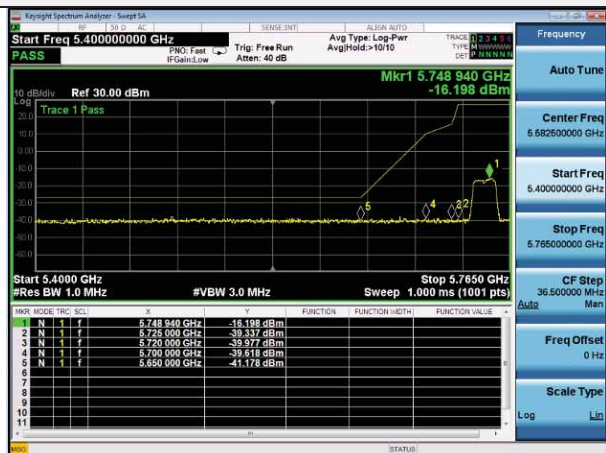 Keysight Spectrum Analyzer - Swept SA
RF 50 Ω AC SENSE:INT ALIGN AUTO
Start Freq 5.400000000 GHz
PASS
PNO: Fast
IFGain:Low
Trig: Free Run
Atten: 40 dB
Avg Type: Log-Pwr
Avg|Hold:>10/10
TRACE 1 2 3 4 5 6
TYPE M
DET P
Mkr1 5.748 940 GHz
-16.198 dBm
10 dB/div Ref 30.00 dBm
Log
Trace 1 Pass
20.0
10.0
0.00
-10.0
-20.0
-30.0
-40.0
-50.0
-60.0
1
5
4
3
2
Start 5.4000 GHz Stop 5.7650 GHz
#Res BW 1.0 MHz #VBW 3.0 MHz Sweep 1.000 ms (1001 pts)
MKR MODE TRC SCL X Y FUNCTION FUNCTION WIDTH FUNCTION VALUE
1 N 1 f 5.748 940 GHz -16.198 dBm
2 N 1 f 5.725 000 GHz -39.337 dBm
3 N 1 f 5.720 000 GHz -39.977 dBm
4 N 1 f 5.700 000 GHz -39.618 dBm
5 N 1 f 5.650 000 GHz -41.178 dBm
6
7
8
9
10
11
MSG STATUS
Frequency
Auto Tune
Center Freq
5.682500000 GHz
Start Freq
5.400000000 GHz
Stop Freq
5.765000000 GHz
CF Step
36.500000 MHz
Auto Man
Freq Offset
0 Hz
Scale Type
Log Lin